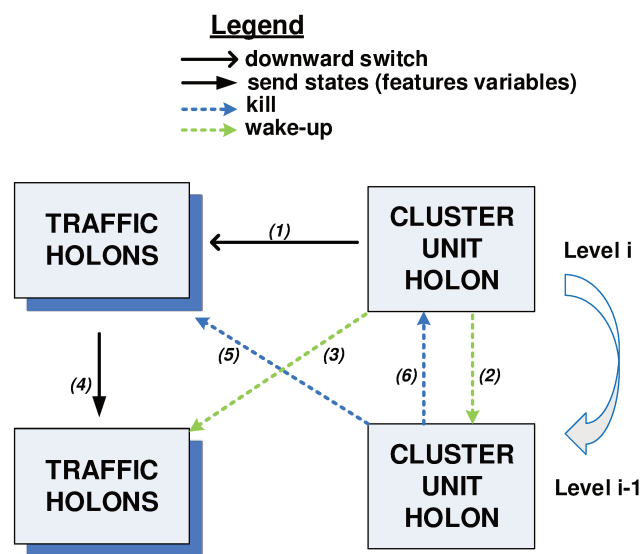 Legend
downward switch
send states (features variables)
kill
wake-up
TRAFFIC
HOLONS
(1)
CLUSTER
UNIT
HOLON
Level i
(4)
(5)
(3)
(6)
(2)
TRAFFIC
HOLONS
CLUSTER
UNIT
HOLON
Level i-1